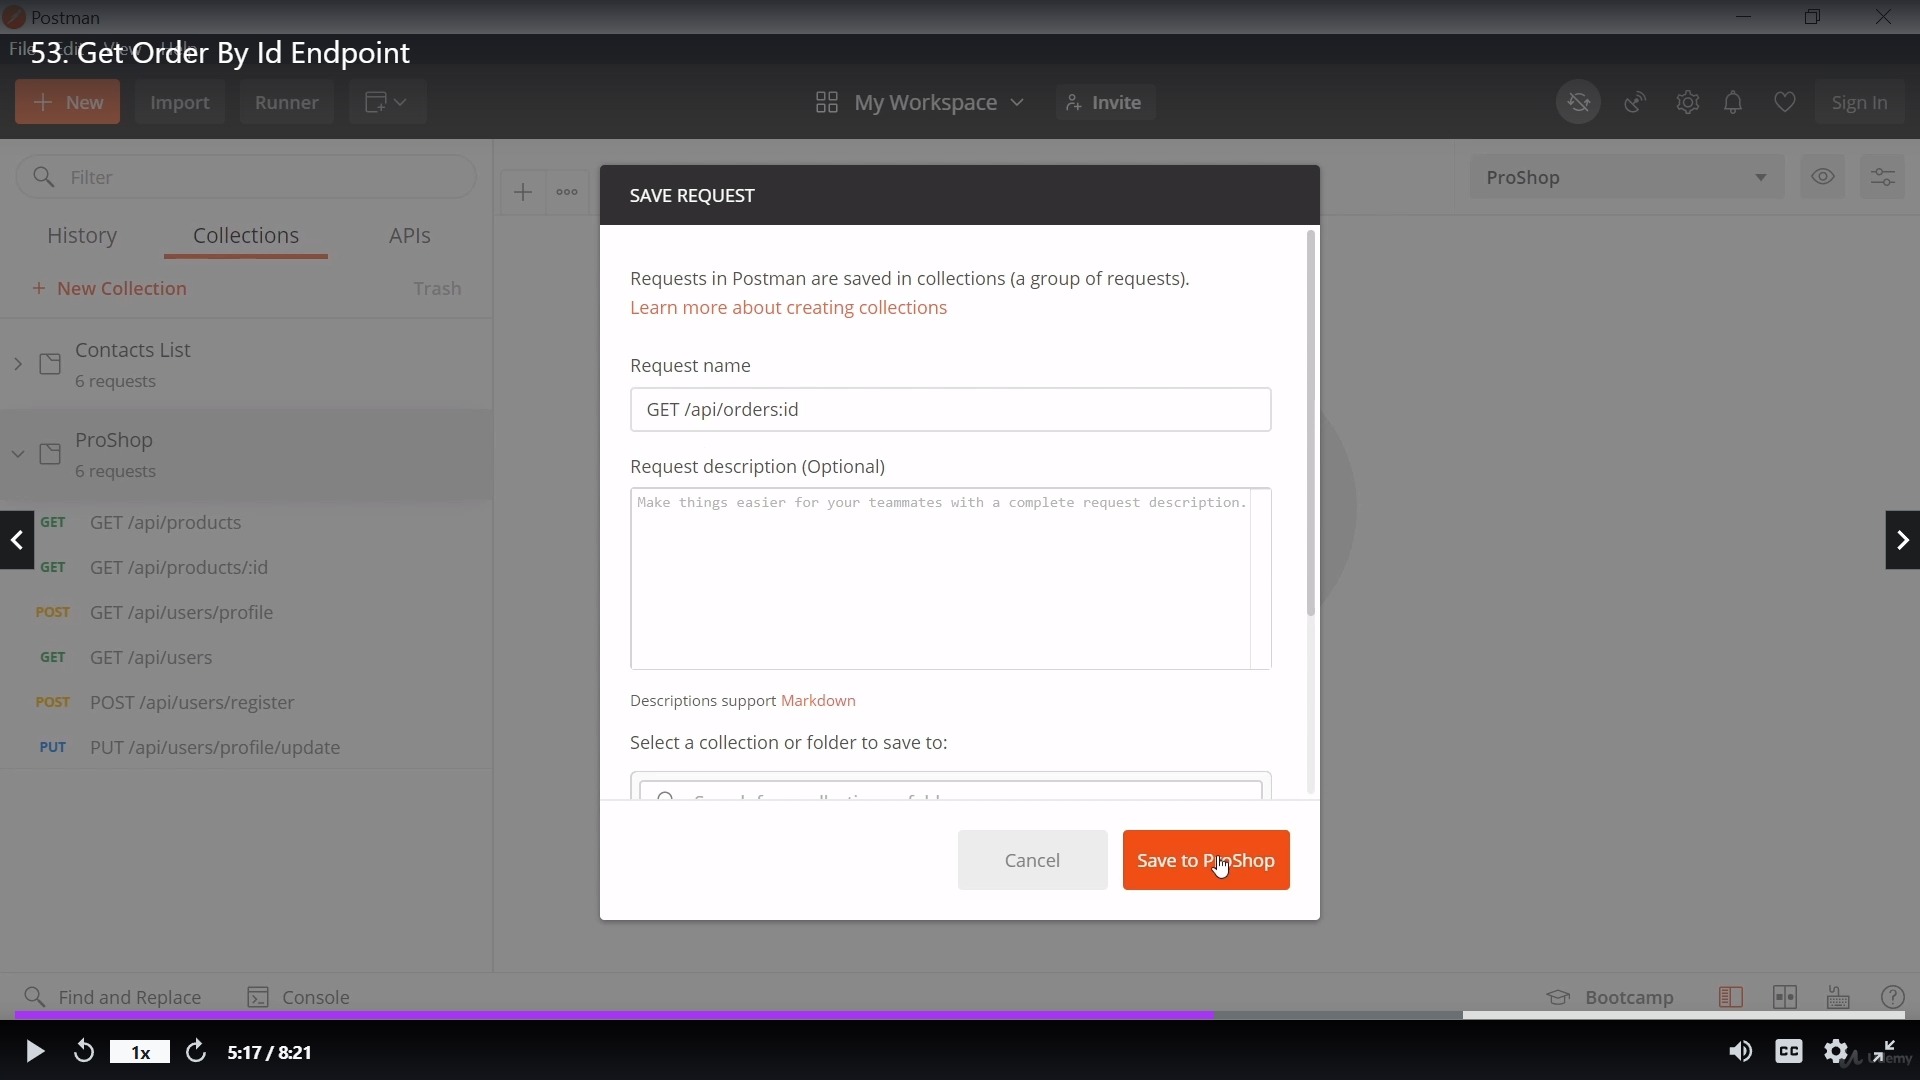 Postman
53. Get Order By Id Endpoint
New
Import
Runner
My Workspace
Invite
Sign In
Filter
ProShop
History
Collections
APIs
+ New Collection
Trash
Contacts List
6 requests
ProShop
6 requests
GET GET /api/products
GET GET /api/products/:id
POST GET /api/users/profile
GET GET /api/users
POST POST /api/users/register
PUT PUT /api/users/profile/update
SAVE REQUEST
Requests in Postman are saved in collections (a group of requests).
Learn more about creating collections
Request name
GET /api/orders:id
Request description (Optional)
Make things easier for your teammates with a complete request description.
Descriptions support Markdown
Select a collection or folder to save to:
Cancel
Save to ProShop
Find and Replace
Console
Bootcamp
1x
5:17 / 8:21
CC
Udemy